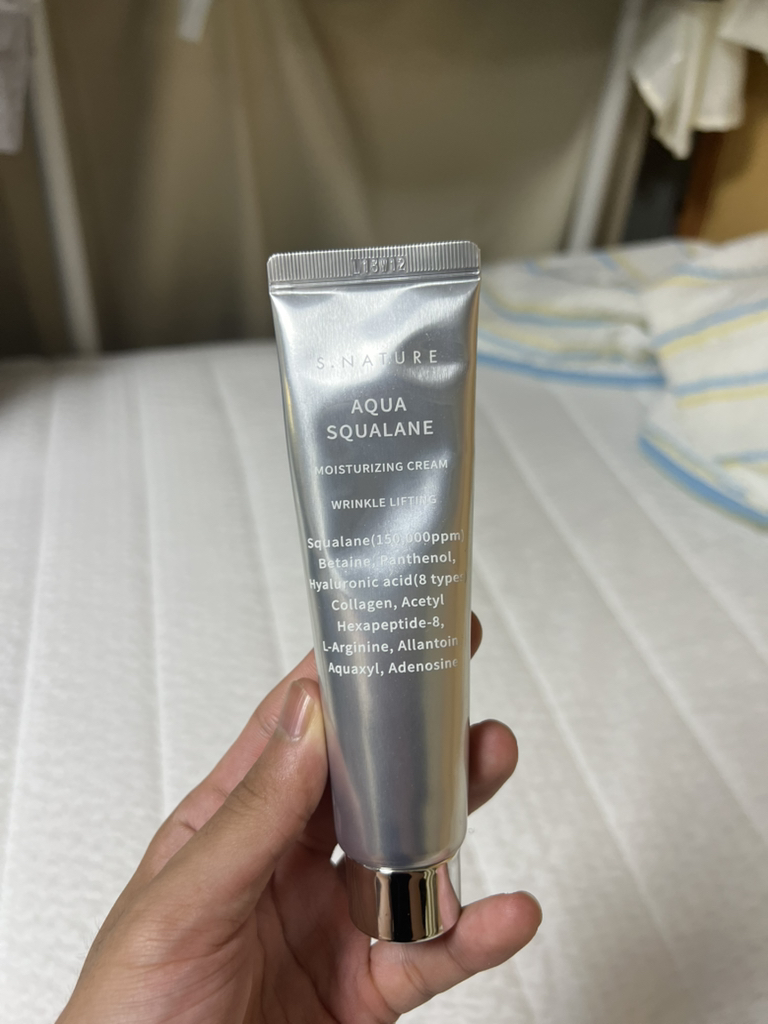 S.NATURE
AQUA
SQUALANE
MOISTURIZING CREAM
WRINKLE LIFTING
Squalane(150,000ppm)
Betaine, Panthenol,
Hyaluronic acid(8 type
Collagen, Acetyl
Hexapeptide-8,
L-Arginine, Allantoin
Aquaxyl, Adenosine